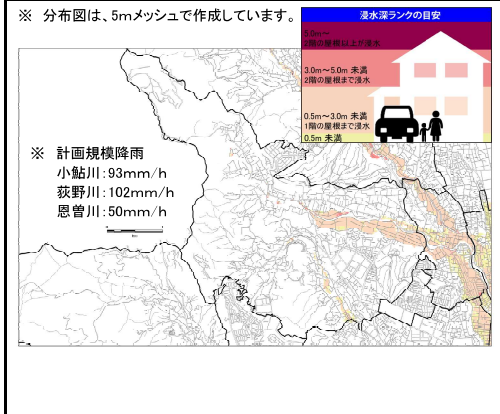 ※ 分布図は、5mメッシュで作成しています。
浸水深ランクの目安
5.0m～
2階の屋根以上が浸水
3.0m～5.0m 未満
2階の屋根まで浸水
0.5m～3.0m 未満
1階の屋根まで浸水
0.5m 未満
※ 計画規模降雨
小鮎川：93mm/h
荻野川：102mm/h
恩曽川：50mm/h